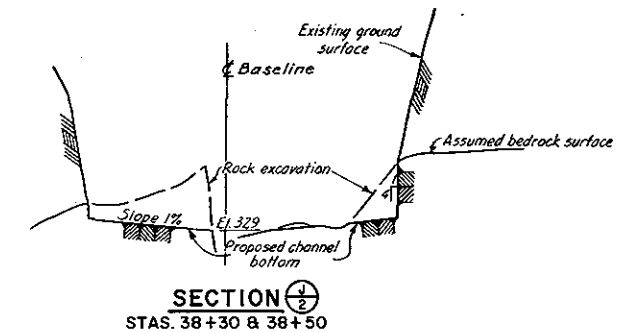 Existing ground
surface
℄ Baseline
Assumed bedrock surface
Rock excavation
4
1
Slope 1%
El. 329
Proposed channel
bottom
SECTION J
2
STAS. 38+30 & 38+50